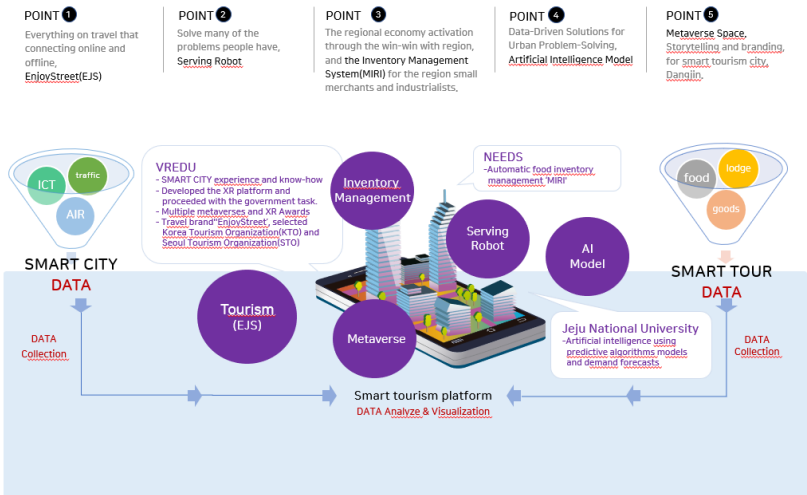 POINT 1
Everything on travel that
connecting online and
offline,
EnjoyStreet(EJS)
POINT 2
Solve many of the
problems people have,
Serving Robot
POINT 3
The regional economy activation
through the win-win with region,
and the Inventory Management
System(MIRI) for the region small
merchants and industrialists.
POINT 4
Data-Driven Solutions for
Urban Problem-Solving,
Artificial Intelligence Model
POINT 5
Metaverse Space,
Storytelling and branding,
for smart tourism city,
Dangjin.
ICT
traffic
AIR
SMART CITY
DATA
DATA
Collection
VREDU
- SMART CITY experience and know-how
- Developed the XR platform and
proceeded with the government task.
- Multiple metaverses and XR Awards
- Travel brand"EnjoyStreet', selected
Korea Tourism Organization(KTO) and
Seoul Tourism Organization(STO)
Inventory
Management
NEEDS
-Automatic food inventory
management 'MIRI'
Serving
Robot
AI
Model
Tourism
(EJS)
Metaverse
Jeju National University
-Artificial intelligence using
predictive algorithms models
and demand forecasts
food
lodge
goods
SMART TOUR
DATA
DATA
Collection
Smart tourism platform
DATA Analyze & Visualization